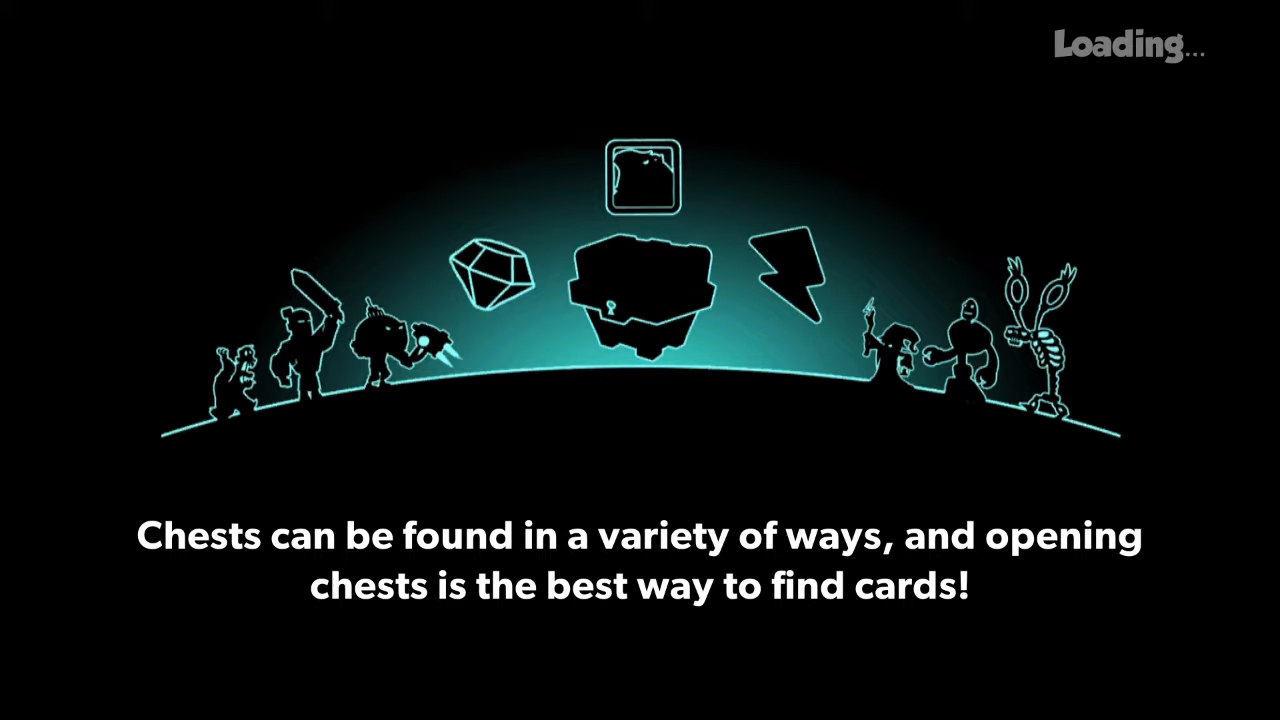 Loading...
Chests can be found in a variety of ways, and opening
chests is the best way to find cards!